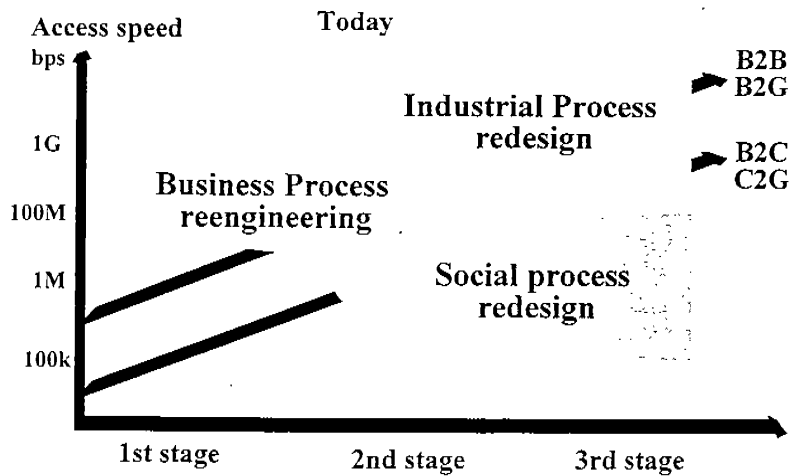 Access speed
bps
Today
B2B
B2G
Industrial Process
redesign
1G
B2C
C2G
Business Process
reengineering
100M
1M
Social process
redesign
100k
1st stage
2nd stage
3rd stage